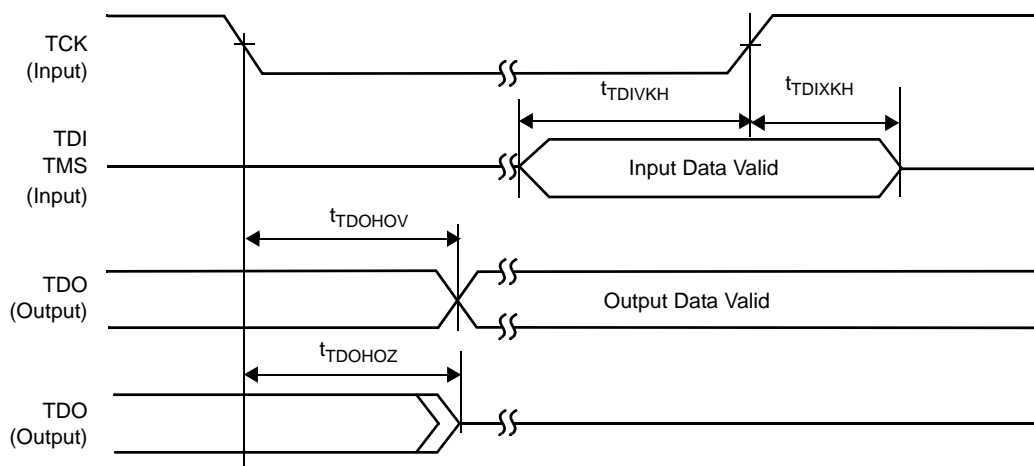 TCK
(Input)
tTDIVKH
tTDIXKH
TDI
TMS
(Input)
Input Data Valid
tTDOHOV
TDO
(Output)
Output Data Valid
tTDOHOZ
TDO
(Output)